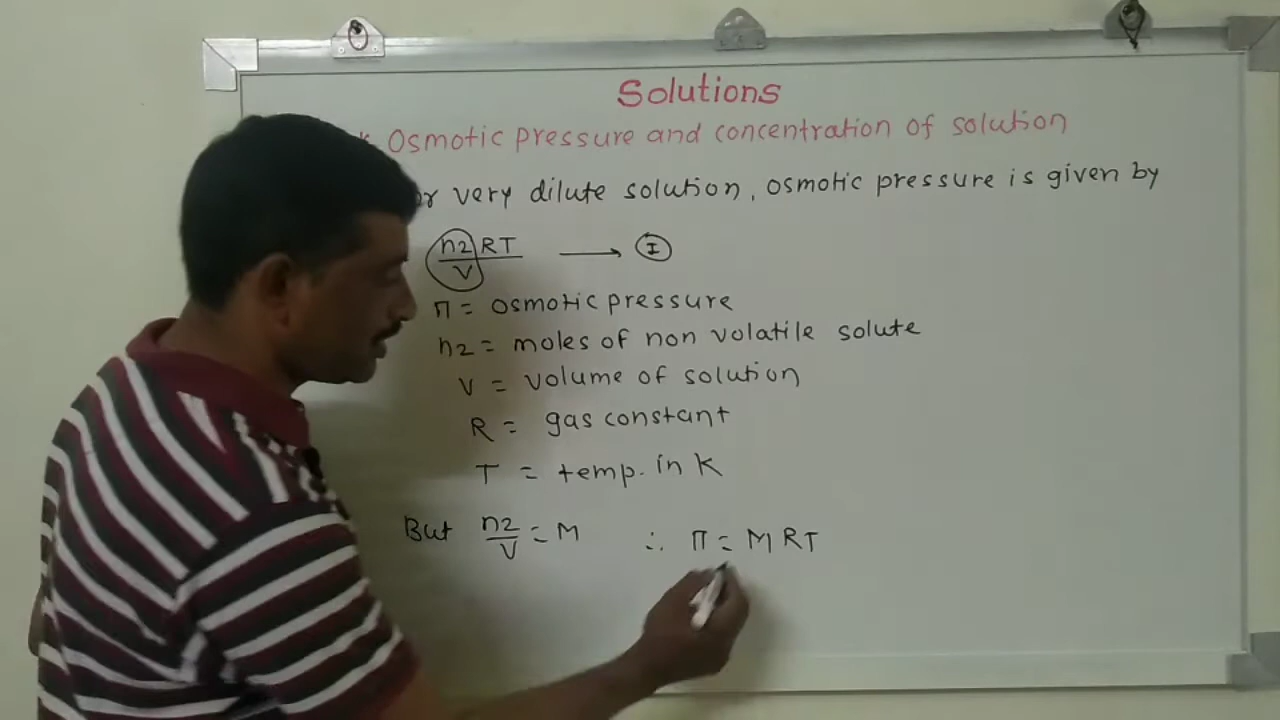 Solutions
Osmotic pressure and concentration of solution
or very dilute solution, osmotic pressure is given by
n2 RT / V ⟶ I
π = osmotic pressure
n2 = moles of non volatile solute
V = volume of solution
R = gas constant
T = temp. in K
But n2/V = M ∴ π = M RT